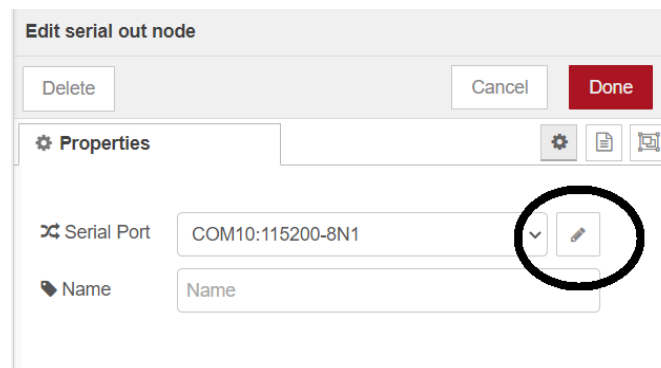 Edit serial out node
Delete Cancel Done
Properties
Serial Port COM10:115200-8N1
Name Name